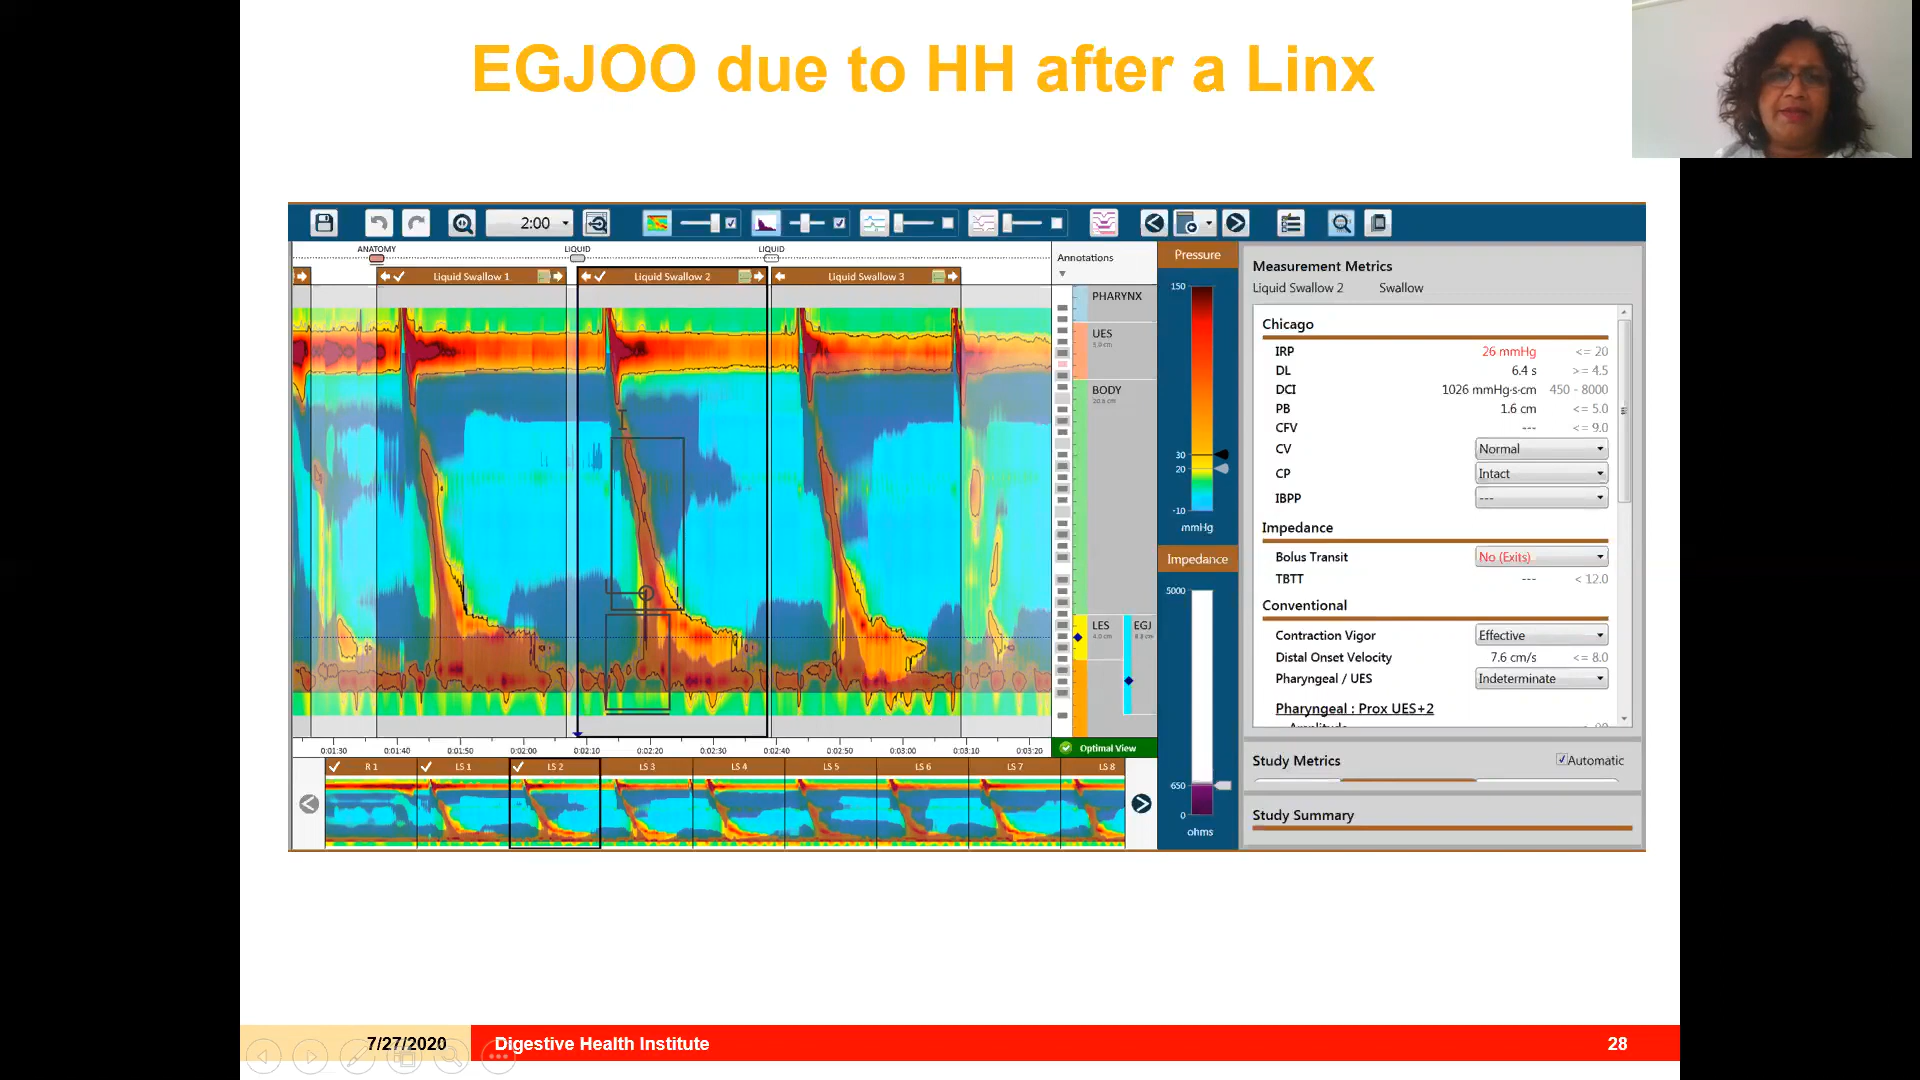 EGJOO due to HH after a Linx
2:00
ANATOMY
LIQUID
LIQUID
Liquid Swallow 1
Liquid Swallow 2
Liquid Swallow 3
Annotations
PHARYNX
UES
BODY
LES
EGJ
Optimal View
0:01:30
0:01:40
0:01:50
0:02:00
0:02:10
0:02:20
0:02:30
0:02:40
0:02:50
0:03:00
0:03:10
0:03:20
R 1
LS 1
LS 2
LS 3
LS 4
LS 5
LS 6
LS 7
LS 8
Pressure
150
30
20
-10
mmHg
Impedance
5000
650
0
ohms
Measurement Metrics
Liquid Swallow 2 Swallow
Chicago
IRP 26 mmHg <= 20
DL 6.4 s >= 4.5
DCI 1026 mmHg·s·cm 450 - 8000
PB 1.6 cm <= 5.0
CFV --- <= 9.0
CV Normal
CP Intact
IBPP ---
Impedance
Bolus Transit No (Exits)
TBTT --- < 12.0
Conventional
Contraction Vigor Effective
Distal Onset Velocity 7.6 cm/s <= 8.0
Pharyngeal / UES Indeterminate
Pharyngeal : Prox UES+2
Study Metrics Automatic
Study Summary
7/27/2020 Digestive Health Institute 28